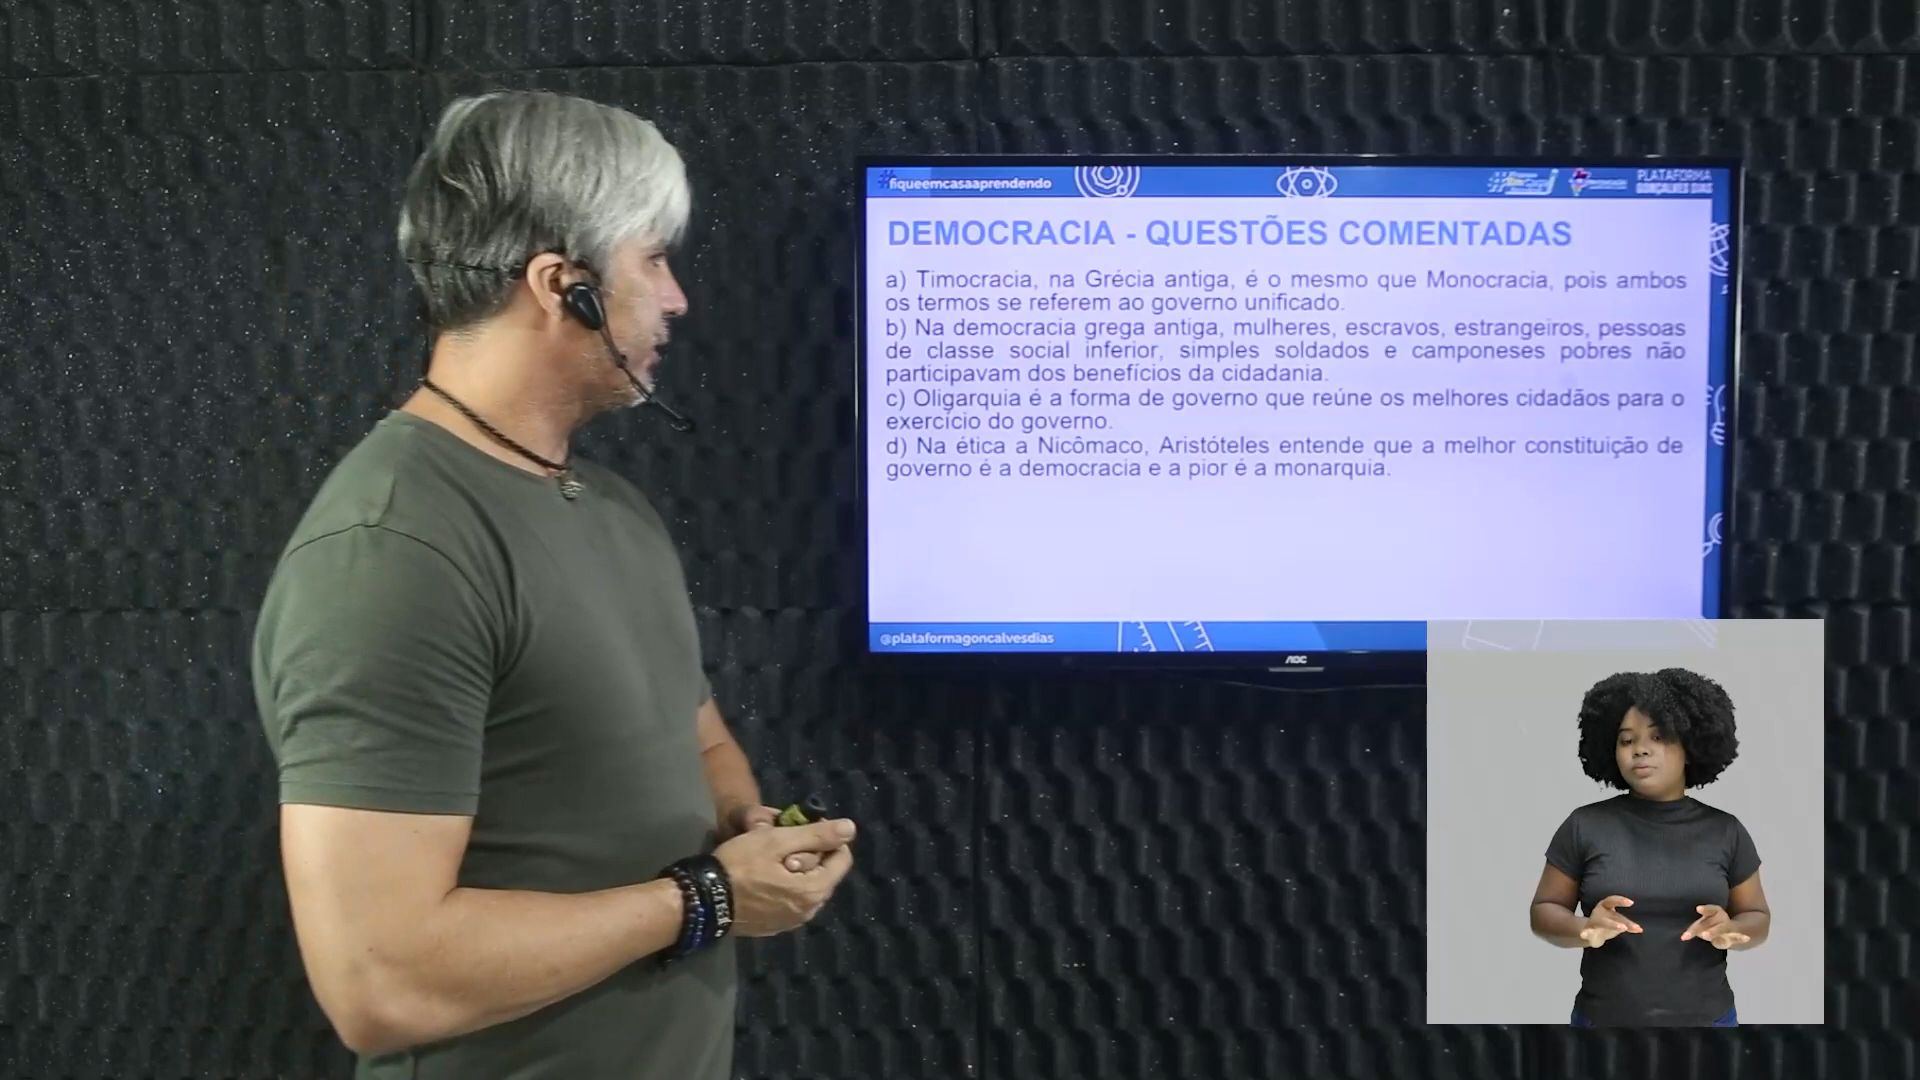 #fiqueemcasaaprendendo
PLATAFORMA
GONÇALVES DIAS
DEMOCRACIA - QUESTÕES COMENTADAS
a) Timocracia, na Grécia antiga, é o mesmo que Monocracia, pois ambos
os termos se referem ao governo unificado.
b) Na democracia grega antiga, mulheres, escravos, estrangeiros, pessoas
de classe social inferior, simples soldados e camponeses pobres não
participavam dos benefícios da cidadania.
c) Oligarquia é a forma de governo que reúne os melhores cidadãos para o
exercício do governo.
d) Na ética a Nicômaco, Aristóteles entende que a melhor constituição de
governo é a democracia e a pior é a monarquia.
@plataformagoncalvesdias
AOC